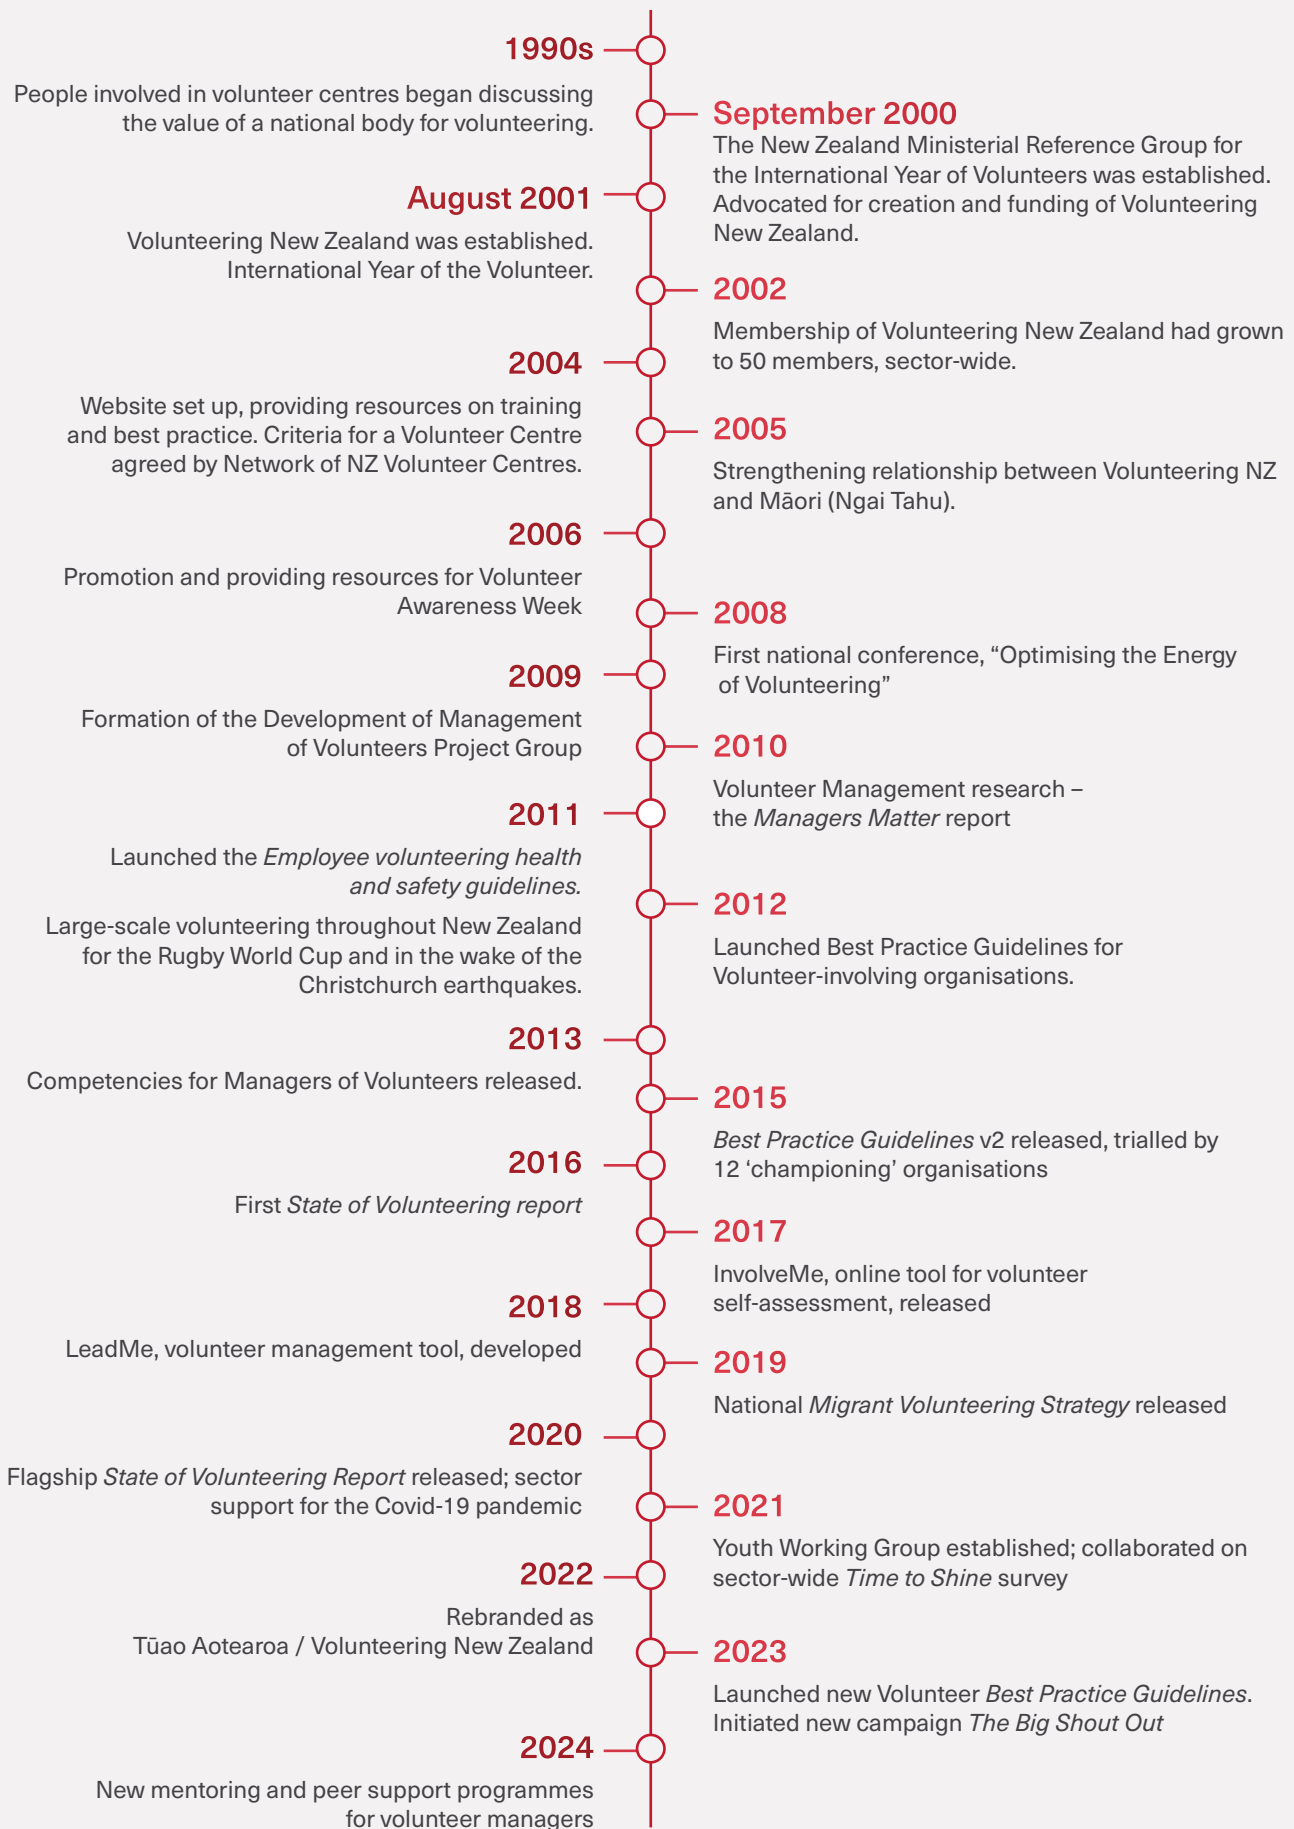 1990s
People involved in volunteer centres began discussing
the value of a national body for volunteering.
September 2000
The New Zealand Ministerial Reference Group for
the International Year of Volunteers was established.
Advocated for creation and funding of Volunteering
New Zealand.
August 2001
Volunteering New Zealand was established.
International Year of the Volunteer.
2002
Membership of Volunteering New Zealand had grown
to 50 members, sector-wide.
2004
Website set up, providing resources on training
and best practice. Criteria for a Volunteer Centre
agreed by Network of NZ Volunteer Centres.
2005
Strengthening relationship between Volunteering NZ
and Māori (Ngai Tahu).
2006
Promotion and providing resources for Volunteer
Awareness Week
2008
First national conference, “Optimising the Energy
of Volunteering”
2009
Formation of the Development of Management
of Volunteers Project Group
2010
Volunteer Management research –
the Managers Matter report
2011
Launched the Employee volunteering health
and safety guidelines.
Large-scale volunteering throughout New Zealand
for the Rugby World Cup and in the wake of the
Christchurch earthquakes.
2012
Launched Best Practice Guidelines for
Volunteer-involving organisations.
2013
Competencies for Managers of Volunteers released.
2015
Best Practice Guidelines v2 released, trialled by
12 ‘championing’ organisations
2016
First State of Volunteering report
2017
InvolveMe, online tool for volunteer
self-assessment, released
2018
LeadMe, volunteer management tool, developed
2019
National Migrant Volunteering Strategy released
2020
Flagship State of Volunteering Report released; sector
support for the Covid-19 pandemic
2021
Youth Working Group established; collaborated on
sector-wide Time to Shine survey
2022
Rebranded as
Tūao Aotearoa / Volunteering New Zealand
2023
Launched new Volunteer Best Practice Guidelines.
Initiated new campaign The Big Shout Out
2024
New mentoring and peer support programmes
for volunteer managers